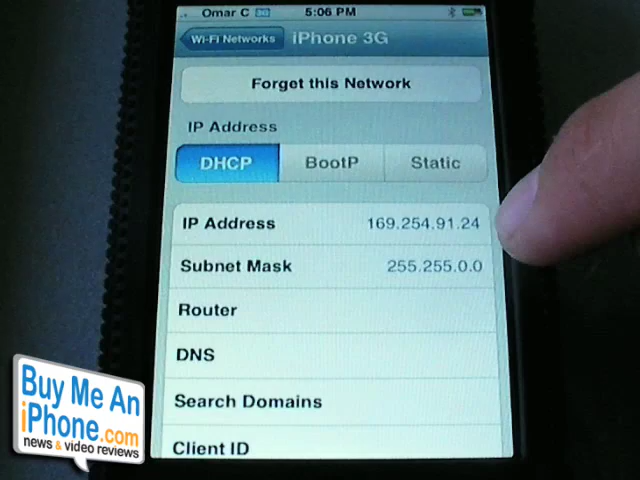 Omar C 3G 5:06 PM
Wi-Fi Networks iPhone 3G
Forget this Network
IP Address
DHCP BootP Static
IP Address 169.254.91.24
Subnet Mask 255.255.0.0
Router
DNS
Search Domains
Client ID
Buy Me An
iPhone.com
news & video reviews